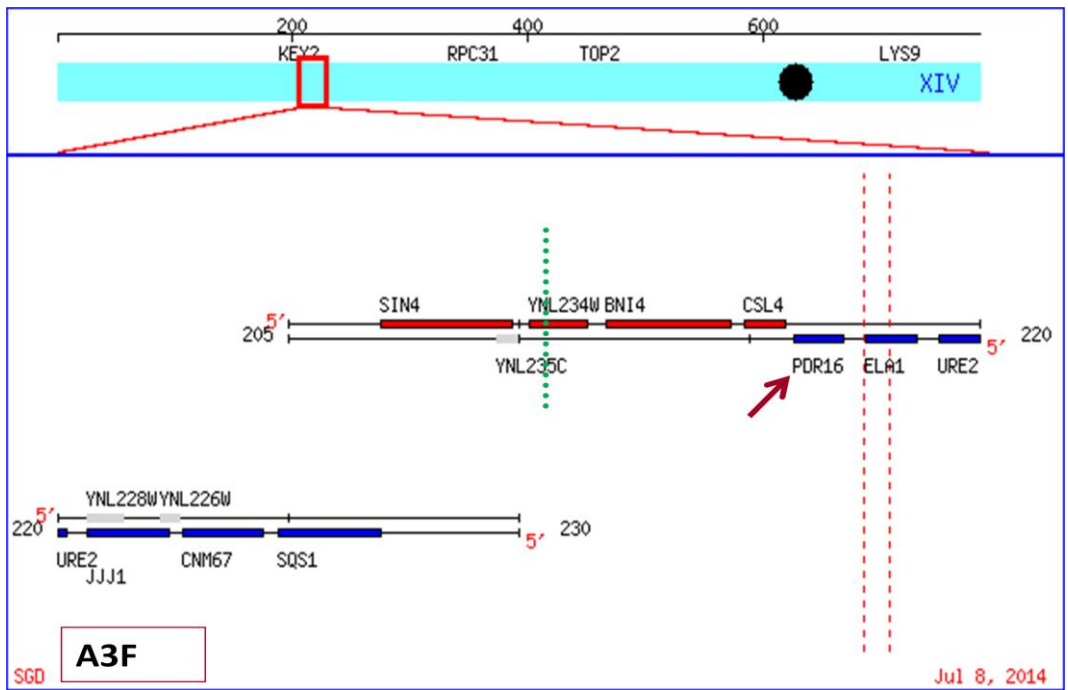 200 400 600
KEY2 RPC31 TOP2 LYS9
XIV
SIN4 YNL234W BNI4 CSL4
5'
205 220
5'
YNL235C PDR16 ELA1 URE2
YNL228W YNL226W
5'
220 230
5'
URE2 CNM67 SQS1
JJJ1
A3F
SGD Jul 8, 2014